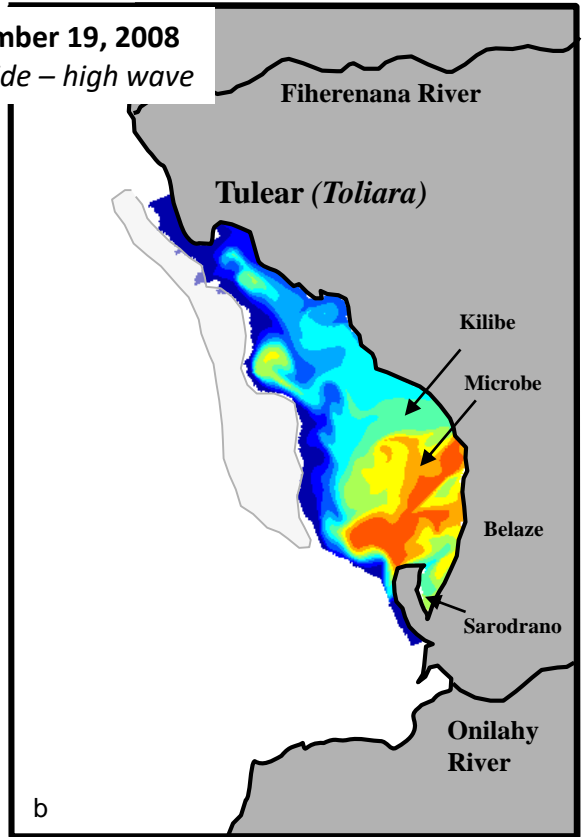 mber 19, 2008
de – high wave
Fiherenana River
Tulear (Toliara)
Kilibe
Microbe
Belaze
Sarodrano
Onilahy
River
b